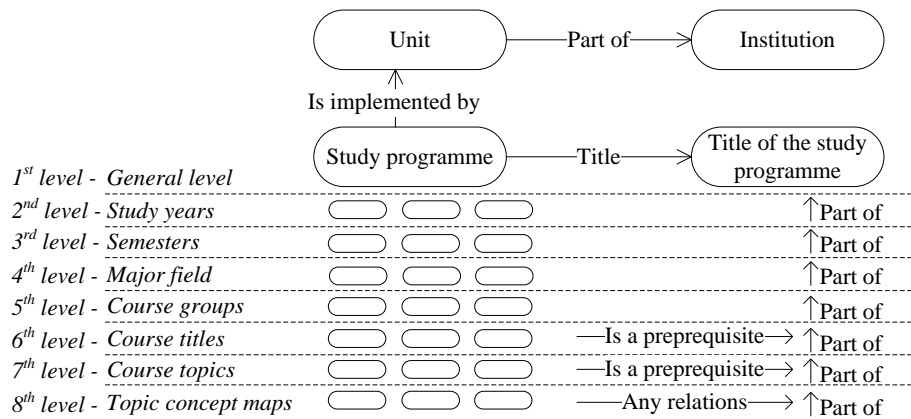 Unit Part of Institution
Is implemented by
Study programme Title Title of the study
programme
1st level - General level
2nd level - Study years Part of
3rd level - Semesters Part of
4th level - Major field Part of
5th level - Course groups Part of
6th level - Course titles Is a preprequisite Part of
7th level - Course topics Is a preprequisite Part of
8th level - Topic concept maps Any relations Part of